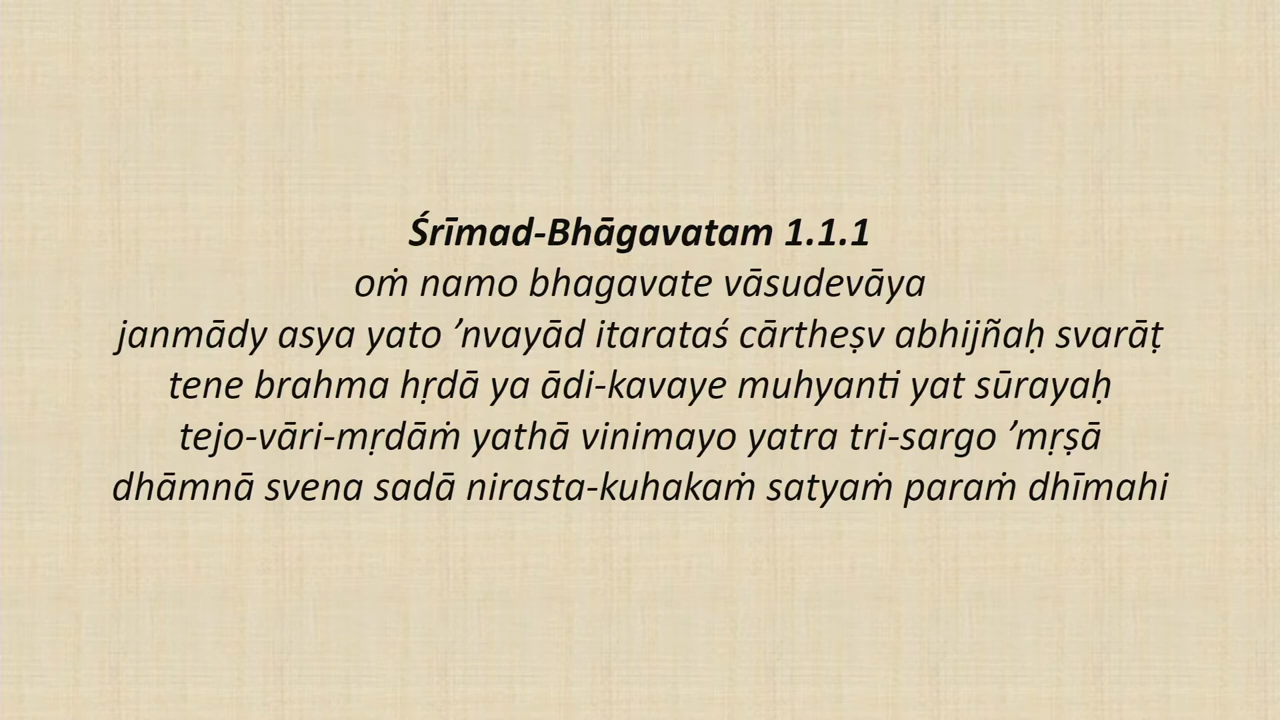 Śrīmad-Bhāgavatam 1.1.1
oṁ namo bhagavate vāsudevāya
janmādy asya yato ’nvayād itarataś cārtheṣv abhijñaḥ svarāṭ
tene brahma hṛdā ya ādi-kavaye muhyanti yat sūrayaḥ
tejo-vāri-mṛdāṁ yathā vinimayo yatra tri-sargo ’mṛṣā
dhāmnā svena sadā nirasta-kuhakaṁ satyaṁ paraṁ dhīmahi